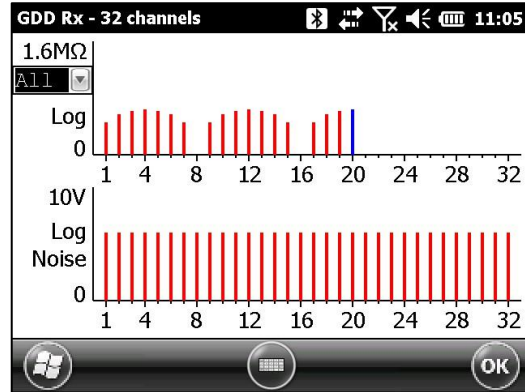 GDD Rx - 32 channels 11:05
1.6MΩ
All
Log
0
1 4 8 12 16 20 24 28 32
10V
Log
Noise
0
1 4 8 12 16 20 24 28 32
OK